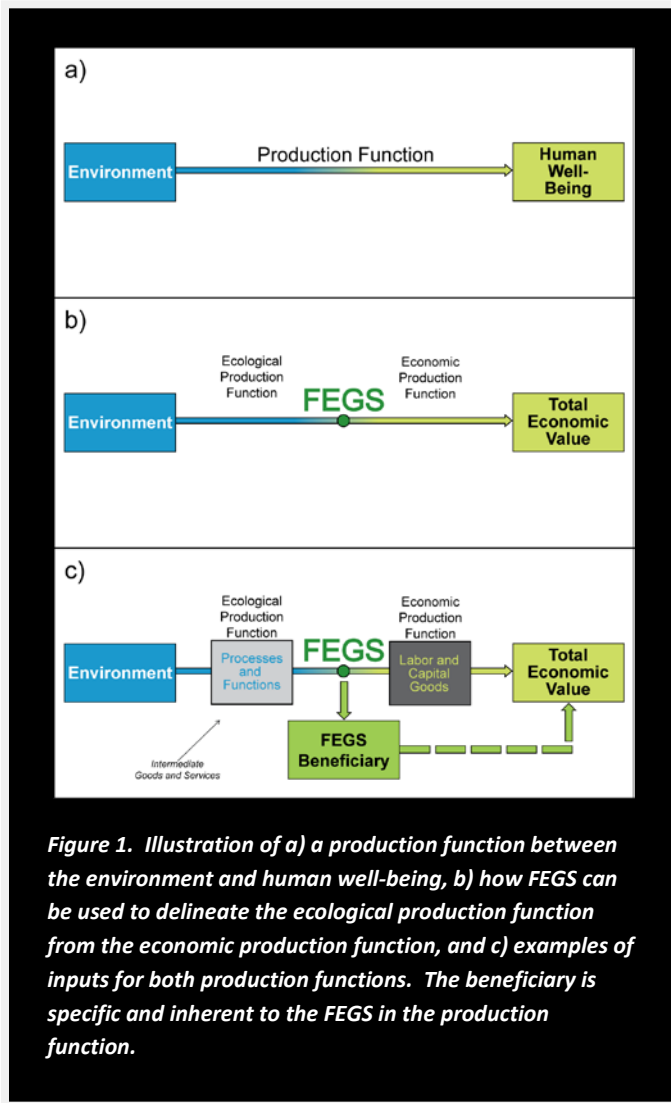 a)
Production Function
Environment
Human
Well-
Being
b)
Ecological
Production
Function
FEGS
Economic
Production
Function
Environment
Total
Economic
Value
c)
Ecological
Production
Function
FEGS
Economic
Production
Function
Environment
Processes
and
Functions
Labor and
Capital
Goods
Total
Economic
Value
Intermediate
Goods and Services
FEGS
Beneficiary
Figure 1.  Illustration of a) a production function between
the environment and human well-being, b) how FEGS can
be used to delineate the ecological production function
from the economic production function, and c) examples of
inputs for both production functions.  The beneficiary is
specific and inherent to the FEGS in the production
function.